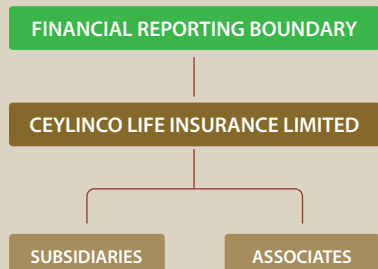 FINANCIAL REPORTING BOUNDARY
CEYLINCO LIFE INSURANCE LIMITED
SUBSIDIARIES
ASSOCIATES